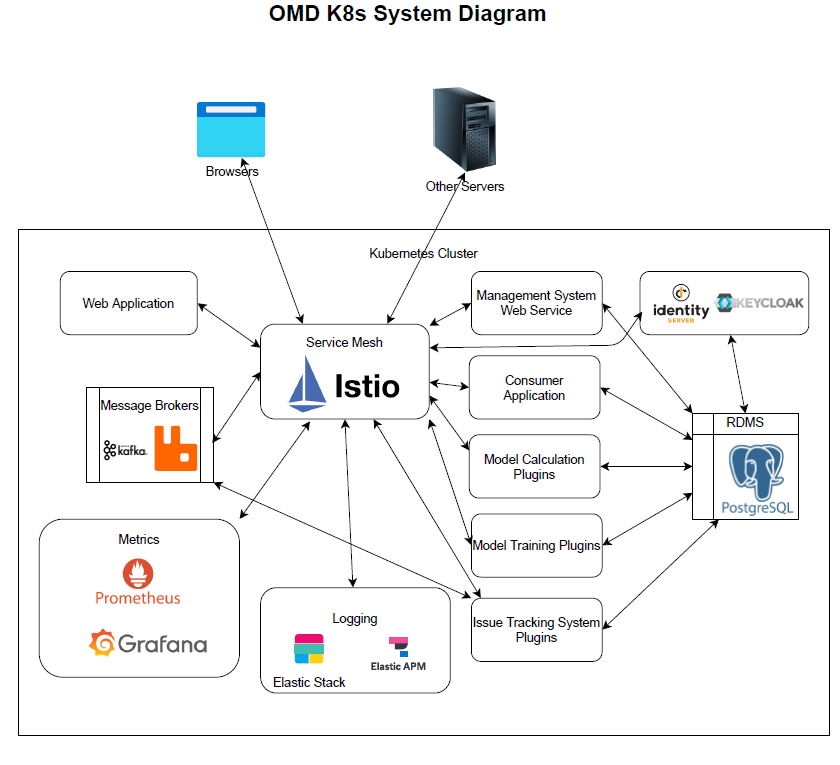 OMD K8s System Diagram
Browsers
Other Servers
Kubernetes Cluster
Web Application
Management System
Web Service
identity
SERVER
KEYCLOAK
Service Mesh
Istio
Consumer
Application
Message Brokers
kafka
RDMS
PostgreSQL
Model Calculation
Plugins
Model Training Plugins
Metrics
Prometheus
Grafana
Logging
Elastic Stack
Elastic APM
Issue Tracking System
Plugins